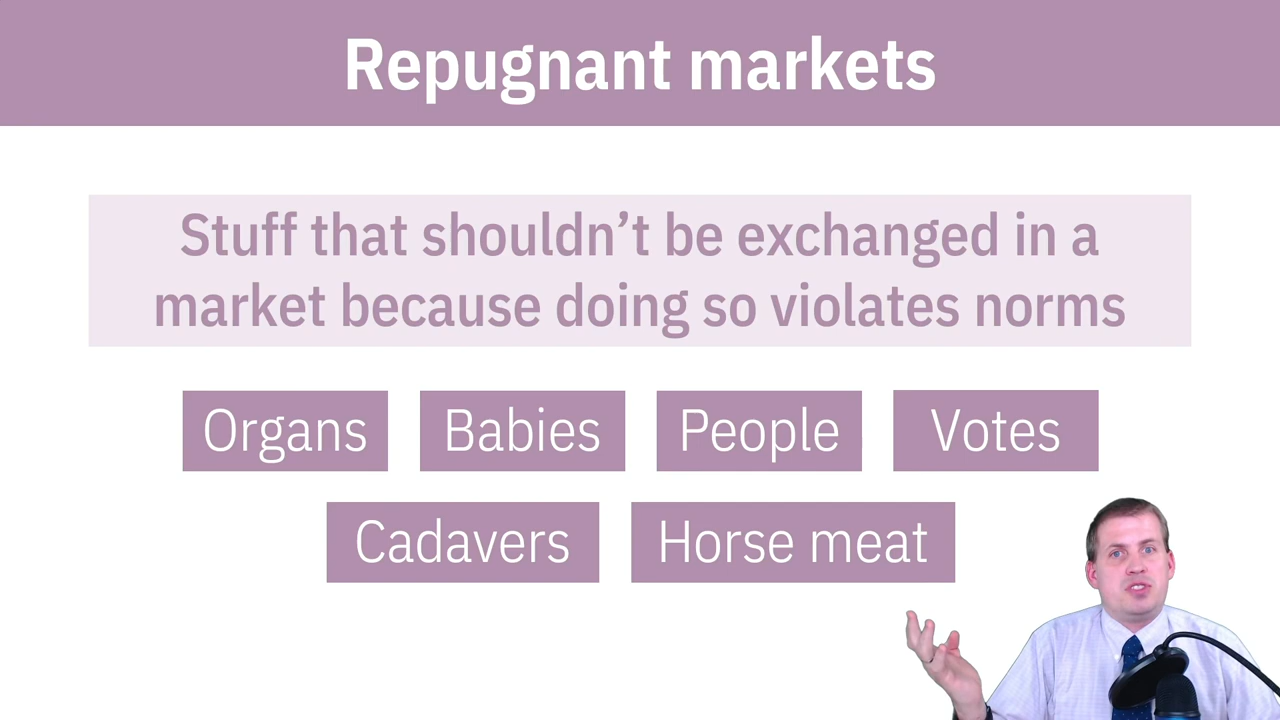 Repugnant markets
Stuff that shouldn’t be exchanged in a
market because doing so violates norms
Organs Babies People Votes
Cadavers Horse meat